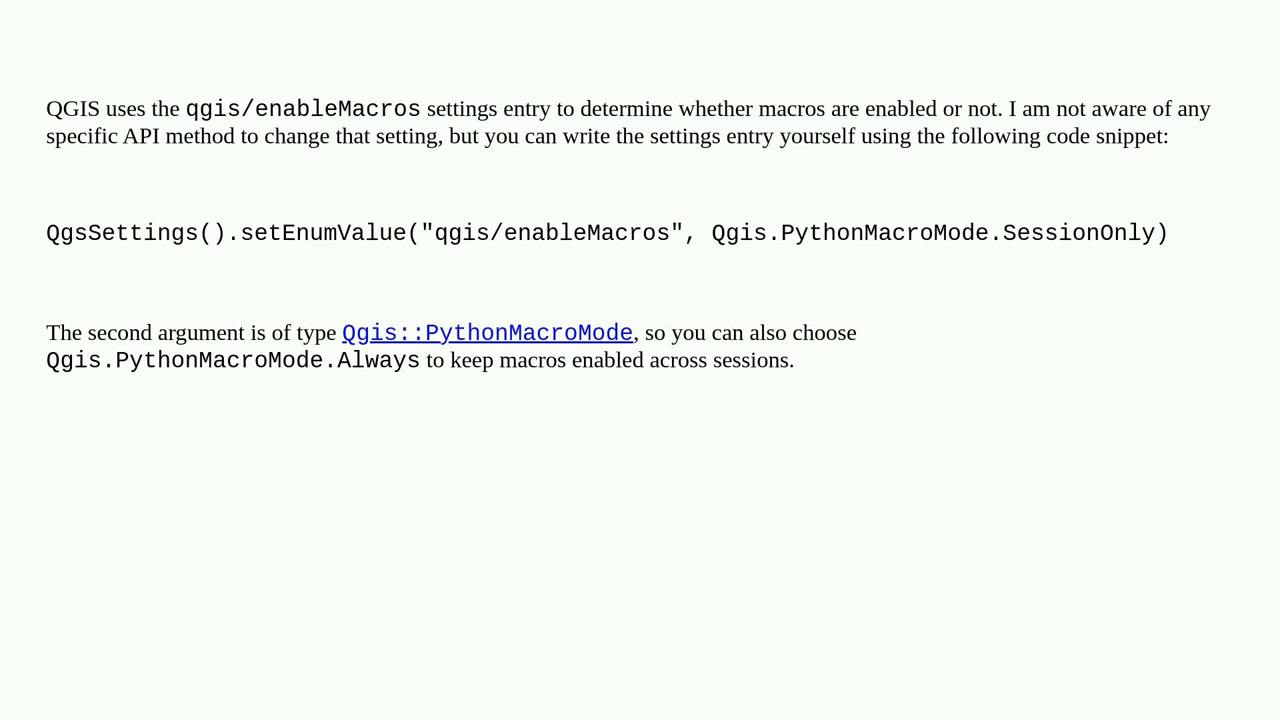 QGIS uses the qgis/enableMacros settings entry to determine whether macros are enabled or not. I am not aware of any
specific API method to change that setting, but you can write the settings entry yourself using the following code snippet:
QgsSettings().setEnumValue("qgis/enableMacros", Qgis.PythonMacroMode.SessionOnly)
The second argument is of type Qgis::PythonMacroMode, so you can also choose
Qgis.PythonMacroMode.Always to keep macros enabled across sessions.